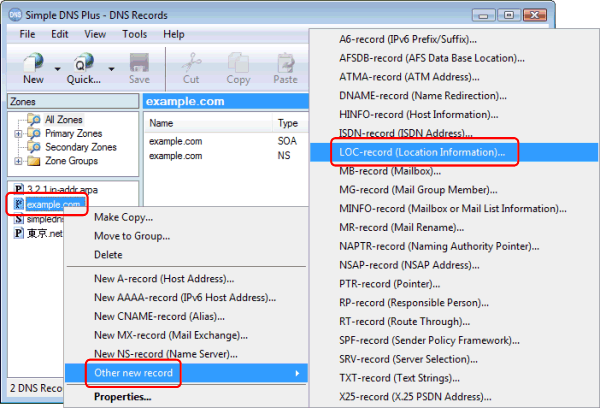 DNS Simple DNS Plus - DNS Records
File Edit View Tools Help
New Quick... Save Cut Copy Paste
Zones
All Zones
Primary Zones
Secondary Zones
Zone Groups
example.com
Name Type
example.com SOA
example.com NS
3.2.1.in-addr.arpa
example.com
simpledns
東京.net
Make Copy...
Move to Group...
Delete
New A-record (Host Address)...
New AAAA-record (IPv6 Host Address)...
New CNAME-record (Alias)...
New MX-record (Mail Exchange)...
New NS-record (Name Server)...
Other new record
Properties...
2 DNS Reco
A6-record (IPv6 Prefix/Suffix)...
AFSDB-record (AFS Data Base Location)...
ATMA-record (ATM Address)...
DNAME-record (Name Redirection)...
HINFO-record (Host Information)...
ISDN-record (ISDN Address)...
LOC-record (Location Information)...
MB-record (Mailbox)...
MG-record (Mail Group Member)...
MINFO-record (Mailbox or Mail List Information)...
MR-record (Mail Rename)...
NAPTR-record (Naming Authority Pointer)...
NSAP-record (NSAP Address)...
PTR-record (Pointer)...
RP-record (Responsible Person)...
RT-record (Route Through)...
SPF-record (Sender Policy Framework)...
SRV-record (Server Selection)...
TXT-record (Text Strings)...
X25-record (X.25 PSDN Address)...